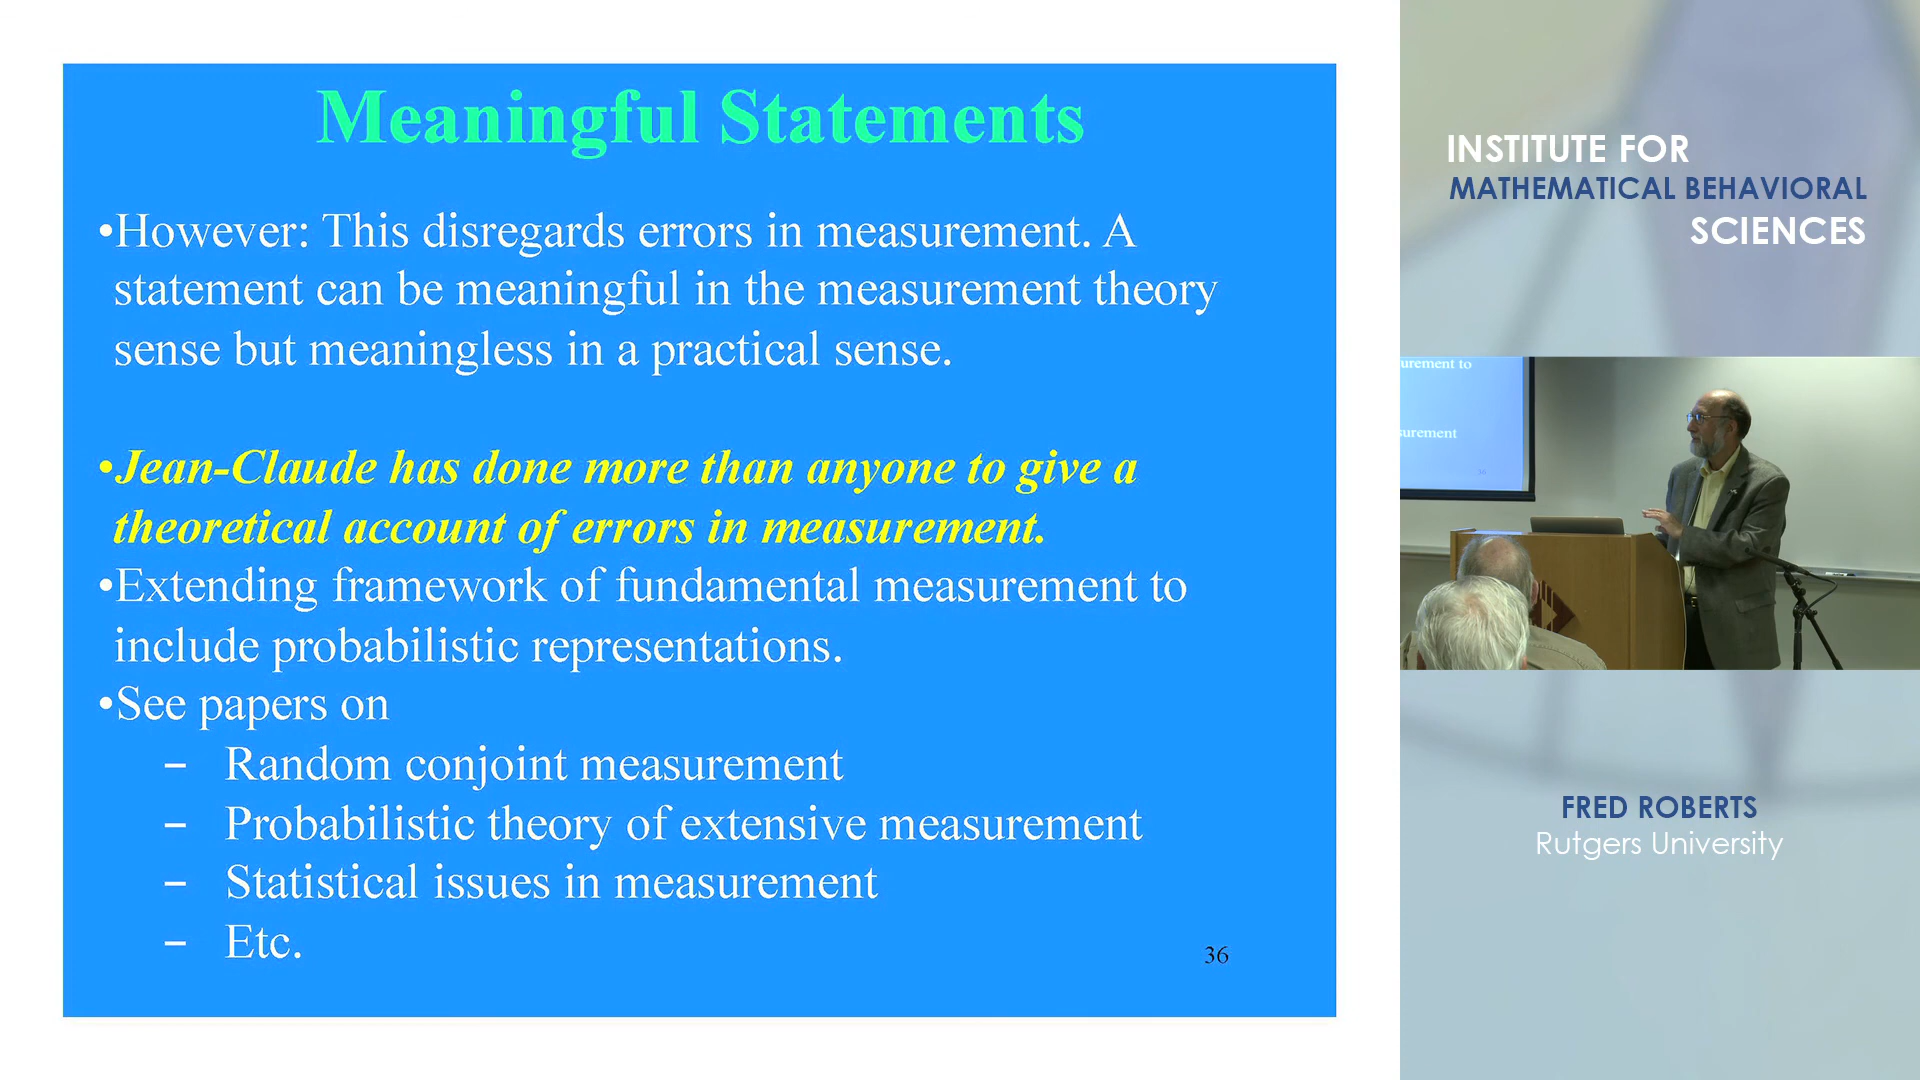 Meaningful Statements
•However: This disregards errors in measurement. A
statement can be meaningful in the measurement theory
sense but meaningless in a practical sense.
•Jean-Claude has done more than anyone to give a
theoretical account of errors in measurement.
•Extending framework of fundamental measurement to
include probabilistic representations.
•See papers on
– Random conjoint measurement
– Probabilistic theory of extensive measurement
– Statistical issues in measurement
– Etc.
36
INSTITUTE FOR
MATHEMATICAL BEHAVIORAL
SCIENCES
urement to
surement
36
FRED ROBERTS
Rutgers University